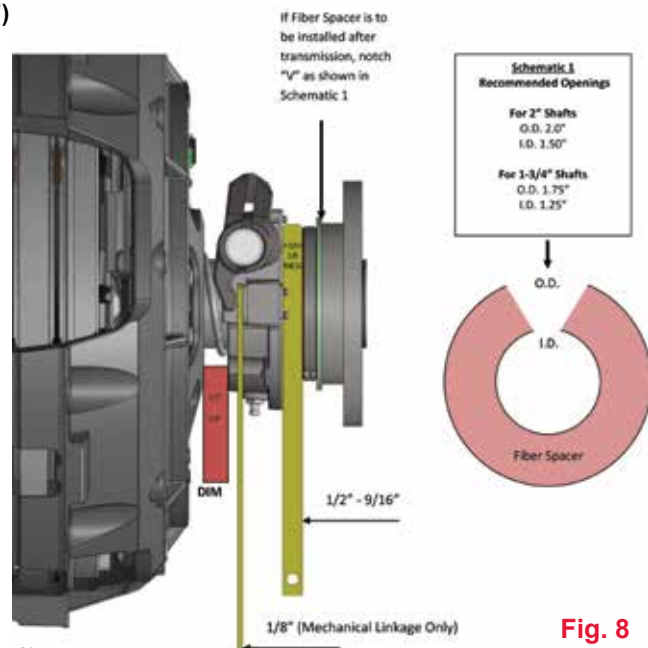 If Fiber Spacer is to
be installed after
transmission, notch
"V" as shown in
Schematic 1
Schematic 1
Recommended Openings
For 2" Shafts
O.D. 2.0"
I.D. 1.50"
For 1-3/4" Shafts
O.D. 1.75"
I.D. 1.25"
O.D.
I.D.
Fiber Spacer
DIM
1/2" - 9/16"
1/8" (Mechanical Linkage Only)
Fig. 8